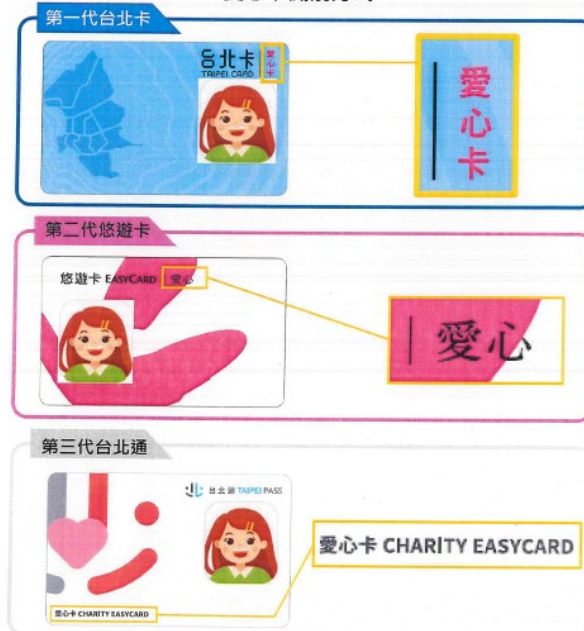 第一代台北卡
台北卡
TAIPEI CARD
愛心卡
愛心卡
第二代悠遊卡
悠遊卡 EASYCARD 愛心
愛心
第三代台北通
台北通 TAIPEI PASS
愛心卡 CHARITY EASYCARD
愛心卡 CHARITY EASYCARD